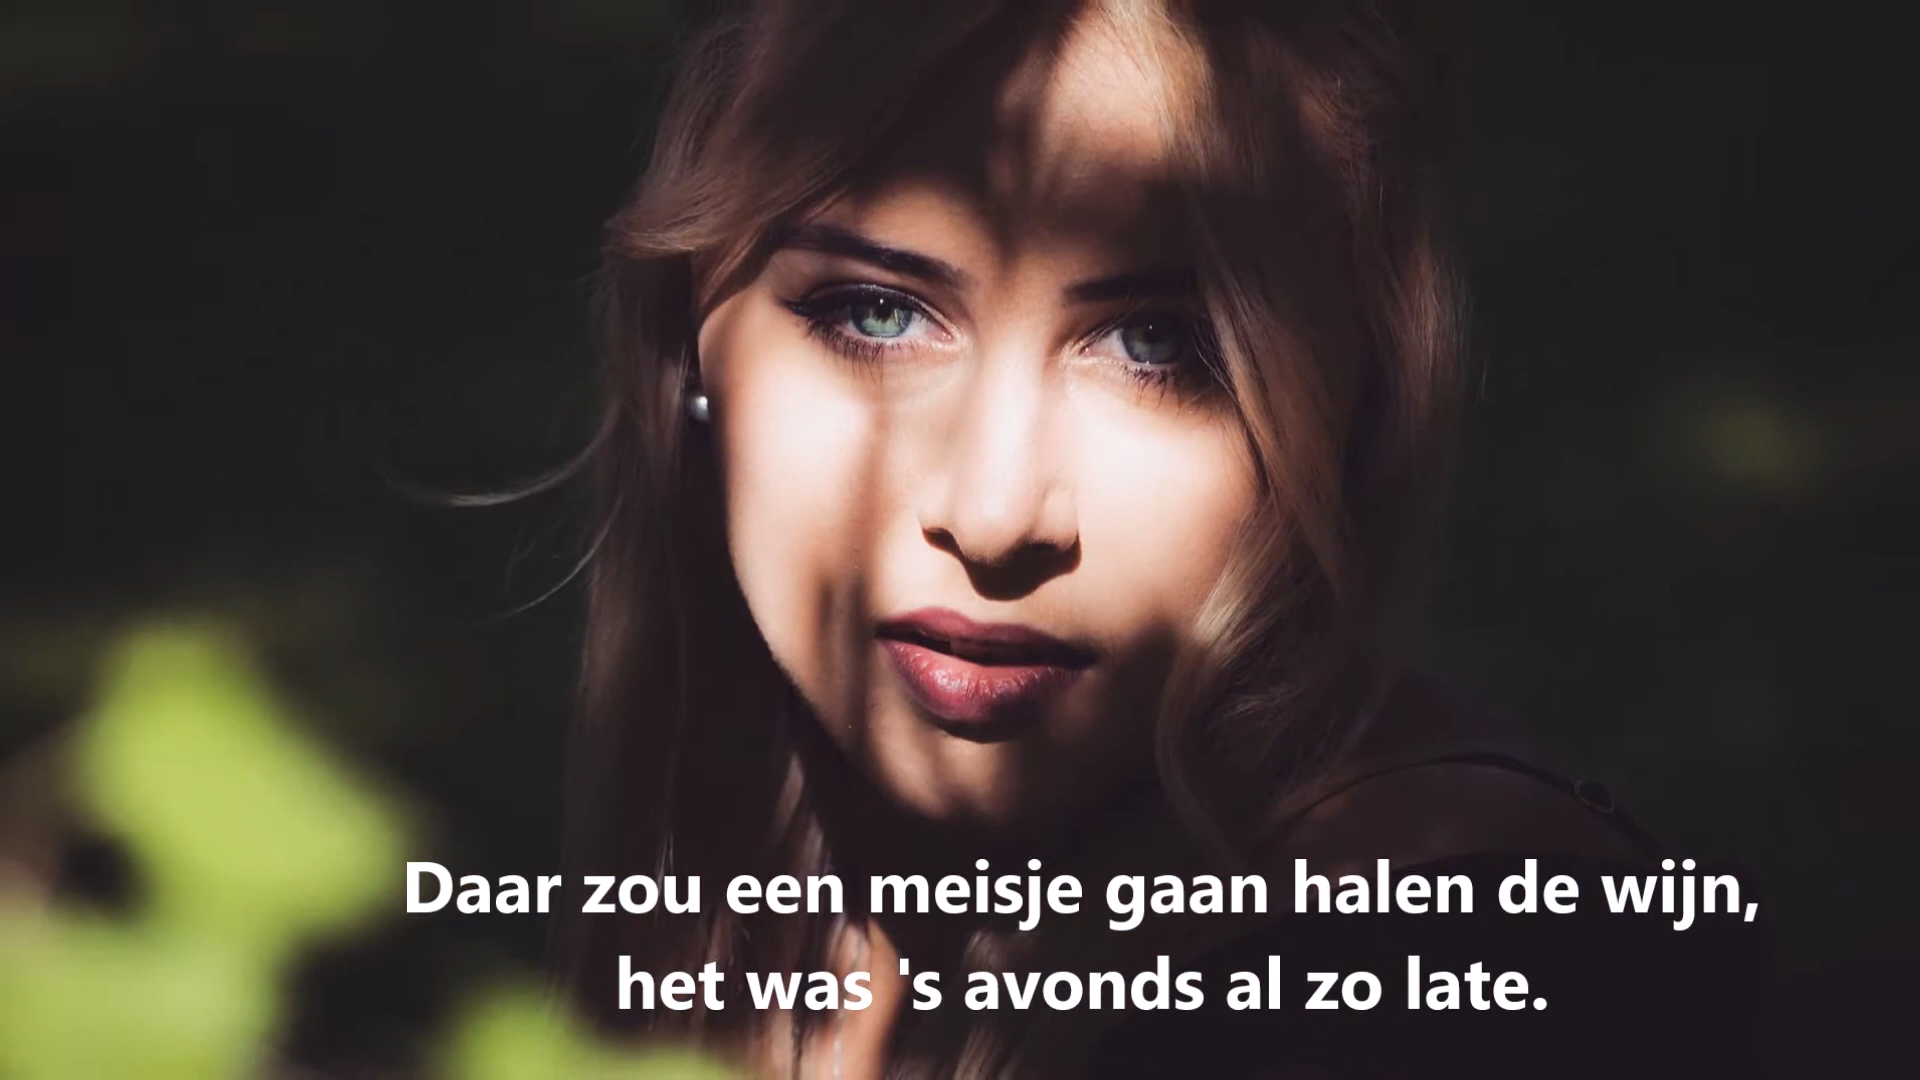 Daar zou een meisje gaan halen de wijn,
het was 's avonds al zo late.